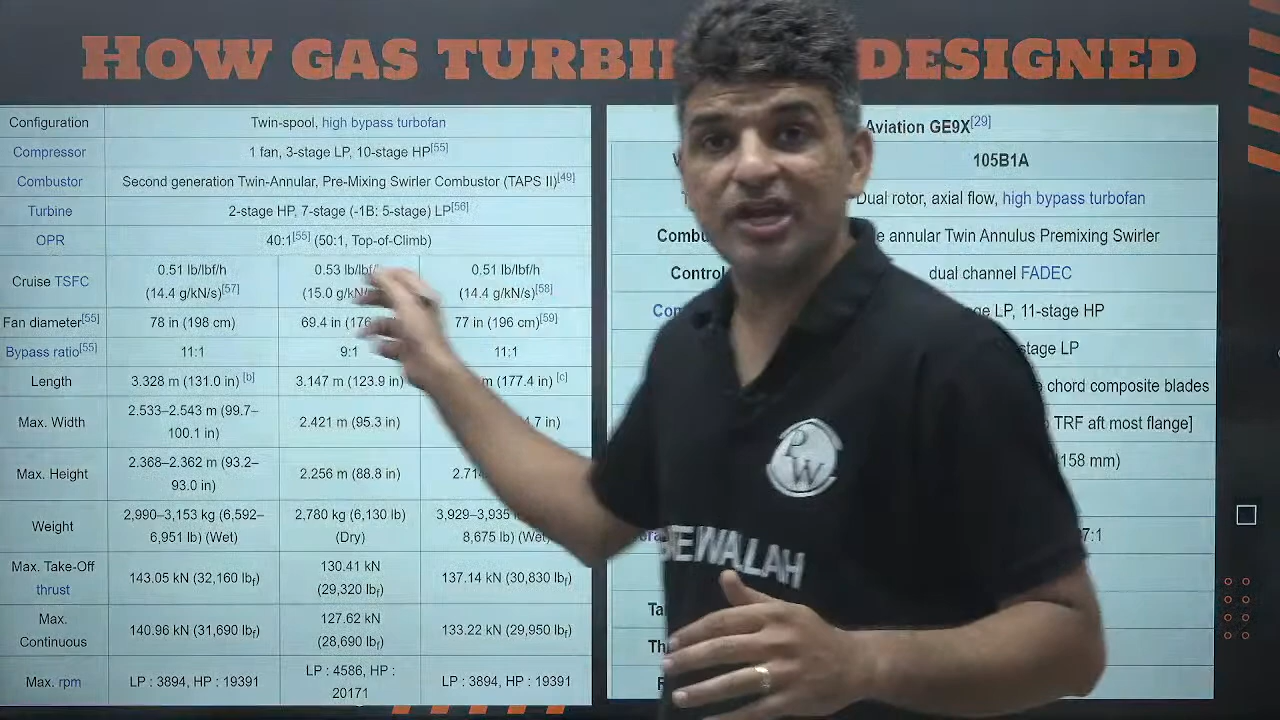 HOW GAS TURBI DESIGNED
Configuration Twin-spool, high bypass turbofan
Compressor 1 fan, 3-stage LP, 10-stage HP[55]
Combustor Second generation Twin-Annular, Pre-Mixing Swirler Combustor (TAPS II)[49]
Turbine 2-stage HP, 7-stage (-1B: 5-stage) LP[56]
OPR 40:1[55] (50:1, Top-of-Climb)
Cruise TSFC
0.51 lb/lbf/h
(14.4 g/kN/s)[57]
0.53 lb/lbf/
(15.0 g/kN
0.51 lb/lbf/h
(14.4 g/kN/s)[58]
Fan diameter[55] 78 in (198 cm) 69.4 in (176 77 in (196 cm)[59]
Bypass ratio[55] 11:1 9:1 11:1
Length 3.328 m (131.0 in) [b] 3.147 m (123.9 in) m (177.4 in) [c]
Max. Width
2.533–2.543 m (99.7–
100.1 in)
2.421 m (95.3 in)
.7 in)
Max. Height
2.368–2.362 m (93.2–
93.0 in)
2.256 m (88.8 in)
2.71
Weight
2,990–3,153 kg (6,592–
6,951 lb) (Wet)
2,780 kg (6,130 lb)
(Dry)
3,929–3,935
8,675 lb) (Wet)
Max. Take-Off
thrust
143.05 kN (32,160 lbf)
130.41 kN
(29,320 lbf)
137.14 kN (30,830 lbf)
Max.
Continuous
140.96 kN (31,690 lbf)
127.62 kN
(28,690 lbf)
133.22 kN (29,950 lbf)
Max. rpm
LP : 3894, HP : 19391
LP : 4586, HP :
20171
LP : 3894, HP : 19391
Aviation GE9X[29]
105B1A
Dual rotor, axial flow, high bypass turbofan
Combu e annular Twin Annulus Premixing Swirler
Control dual channel FADEC
Com ge LP, 11-stage HP
stage LP
chord composite blades
TRF aft most flange]
158 mm)
7:1
Ta
Th
PW
EWALLAH